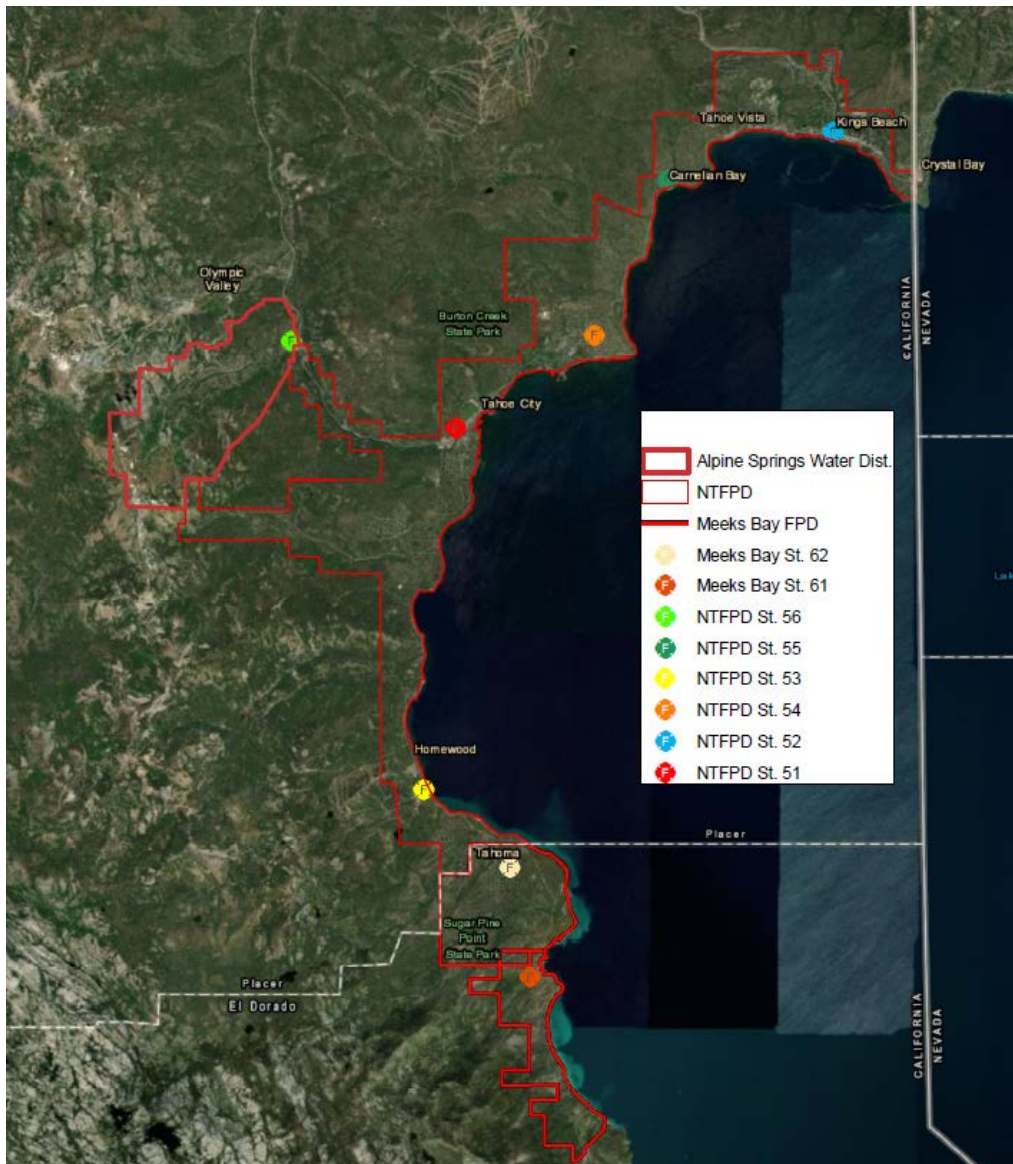 Tahoe Vista
Kings Beach
Crystal Bay
Carnelian Bay
Olympic
Valley
Burton Creek
State Park
CALIFORNIA
NEVADA
F
F
Tahoe City
F
Alpine Springs Water Dist.
NTFPD
Meeks Bay FPD
F Meeks Bay St. 62
F Meeks Bay St. 61
F NTFPD St. 56
F NTFPD St. 55
F NTFPD St. 53
F NTFPD St. 54
F NTFPD St. 52
F NTFPD St. 51
Homewood
F
Placer
Tahoma
F
Sugar Pine
Point
State Park
F
Placer
El Dorado
CALIFORNIA
NEVADA